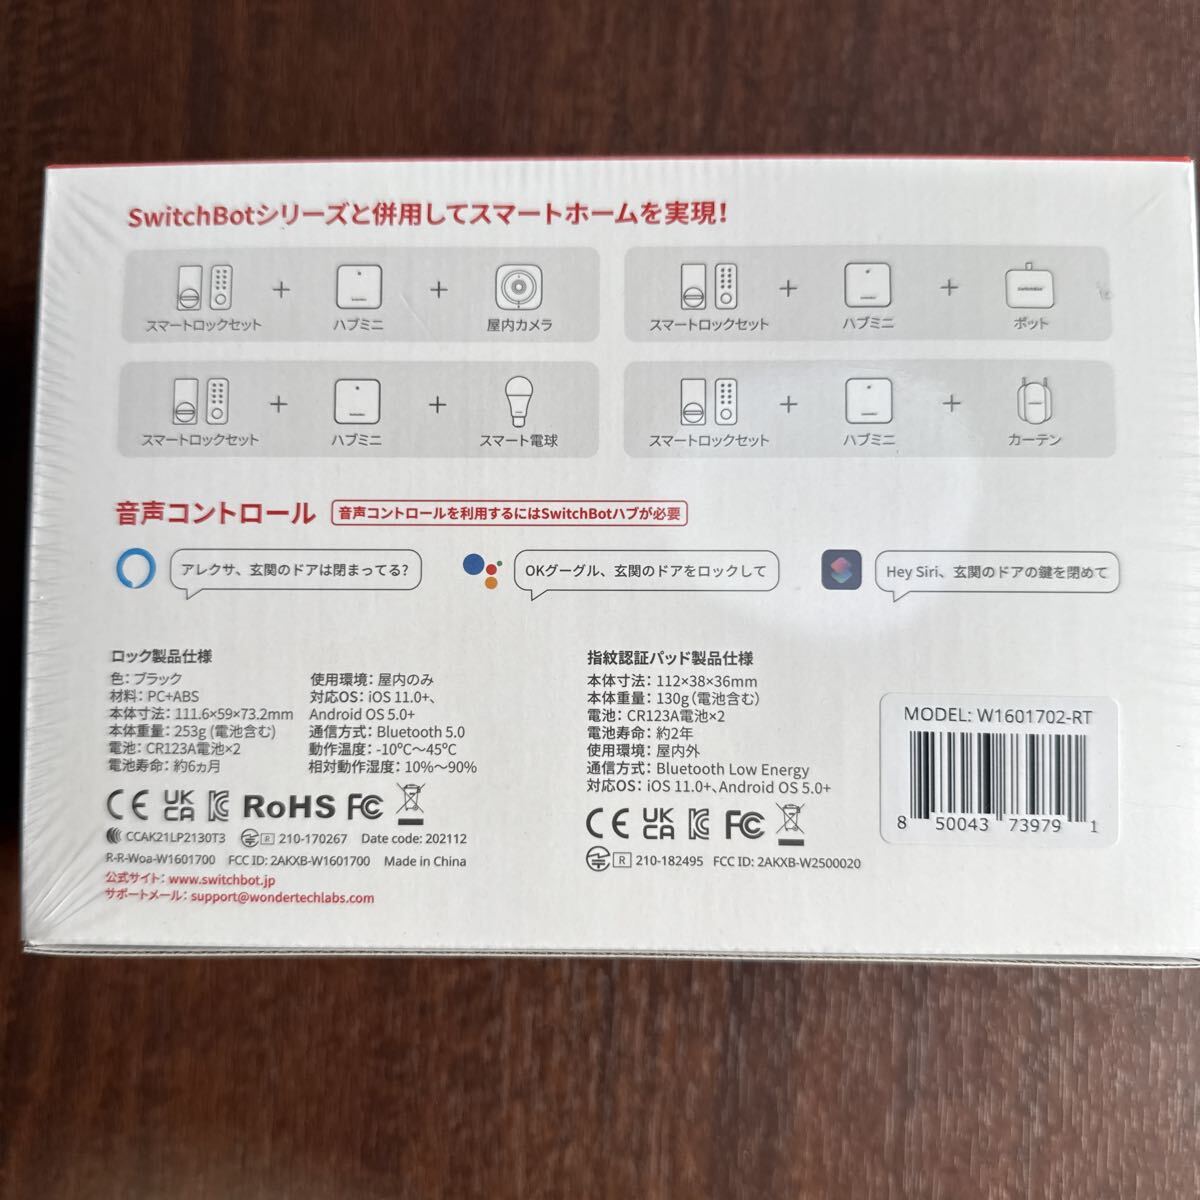 SwitchBotシリーズと併用してスマートホームを実現!
スマートロックセット + ハブミニ + 屋内カメラ
スマートロックセット + ハブミニ + ボット
SwitchBot
スマートロックセット + ハブミニ + スマート電球
スマートロックセット + ハブミニ + カーテン
音声コントロール 音声コントロールを利用するにはSwitchBotハブが必要
アレクサ、玄関のドアは閉まってる?
OKグーグル、玄関のドアをロックして
Hey Siri、玄関のドアの鍵を閉めて
ロック製品仕様
色: ブラック
材料: PC+ABS
本体寸法: 111.6×59×73.2mm
本体重量: 253g (電池含む)
電池: CR123A電池×2
電池寿命: 約6ヵ月
使用環境: 屋内のみ
対応OS: iOS 11.0+、
Android OS 5.0+
通信方式: Bluetooth 5.0
動作温度: -10℃～45℃
相対動作湿度: 10%～90%
CE UK CA RoHS FC
CCAK21LP2130T3 R 210-170267 Date code: 202112
R-R-Woa-W1601700 FCC ID: 2AKXB-W1601700 Made in China
公式サイト: www.switchbot.jp
サポートメール: support@wondertechlabs.com
指紋認証パッド製品仕様
本体寸法: 112×38×36mm
本体重量: 130g (電池含む)
電池: CR123A電池×2
電池寿命: 約2年
使用環境: 屋内外
通信方式: Bluetooth Low Energy
対応OS: iOS 11.0+、Android OS 5.0+
CE UK CA FC
R 210-182495 FCC ID: 2AKXB-W2500020
MODEL: W1601702-RT
8 50043 73979 1